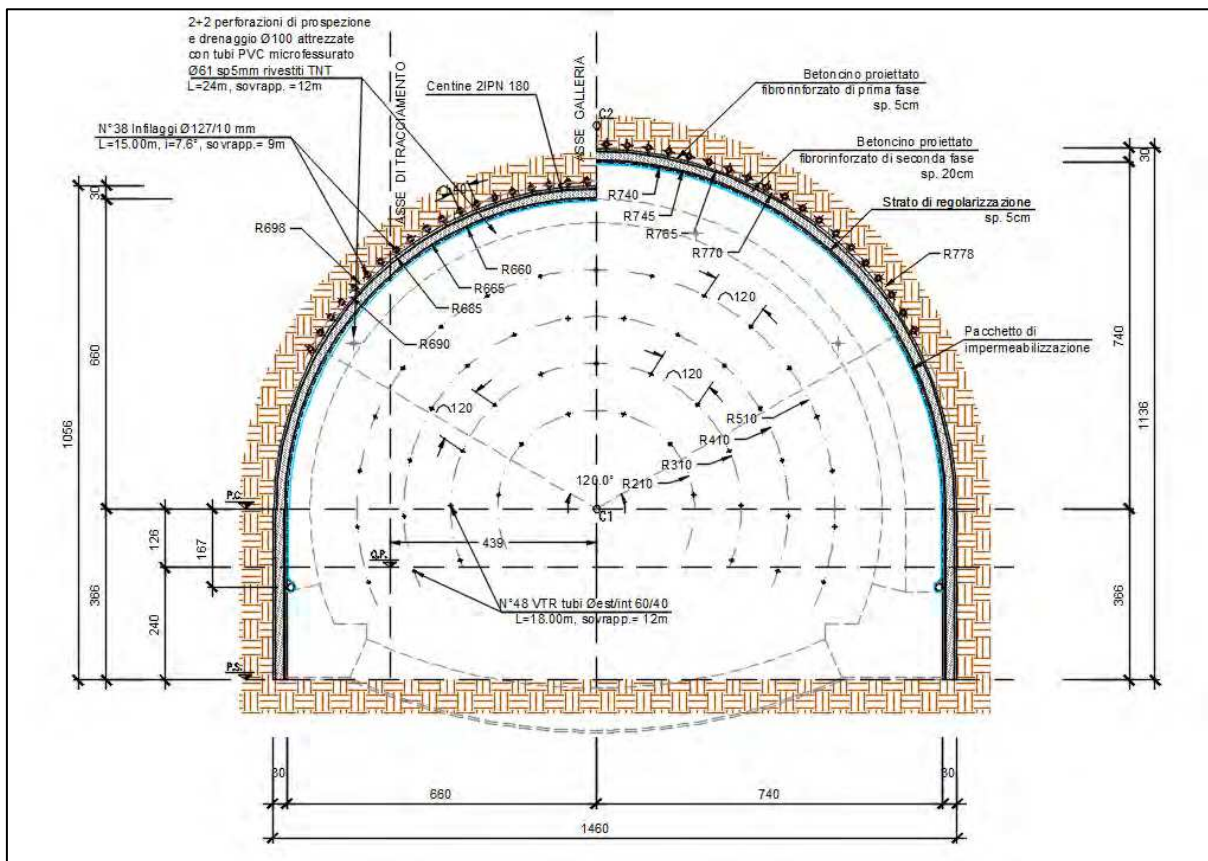 2+2 perforazioni di prospezione
e drenaggio Ø100 attrezzate
con tubi PVC microfessurato
Ø61 sp5mm rivestiti TNT
L=24m, sovrapp. =12m
N°38 Infilaggi Ø127/10 mm
L=15.00m, i=7.6°, sovrapp.= 9m
ASSE DI TRACCIAMENTO
ASSE GALLERIA
Centine 2IPN 180
C2
Betoncino proiettato
fibrorinforzato di prima fase
sp. 5cm
Betoncino proiettato
fibrorinforzato di seconda fase
sp. 20cm
Strato di regolarizzazione
sp. 5cm
Pacchetto di
impermeabilizzazione
40
R698
R660
R665
R685
R690
R740
R745
R765
R770
R778
120
120
120
R510
R410
R310
R210
120.0°
C1
439
P.C.
Q.P.
P.S.
N°48 VTR tubi Øest/int 60/40
L=18.00m, sovrapp.= 12m
30
660
1056
366
126
167
240
30
740
1136
366
30
660
740
30
1460